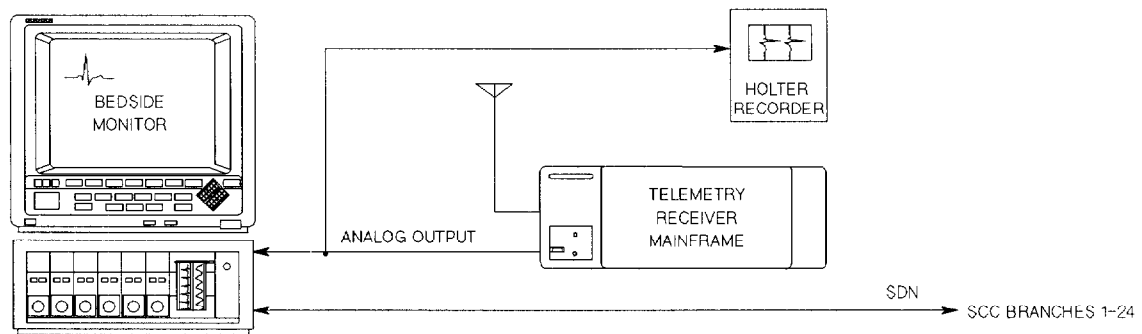 BEDSIDE
MONITOR
HOLTER
RECORDER
TELEMETRY
RECEIVER
MAINFRAME
ANALOG OUTPUT
SDN
SCC BRANCHES 1-24